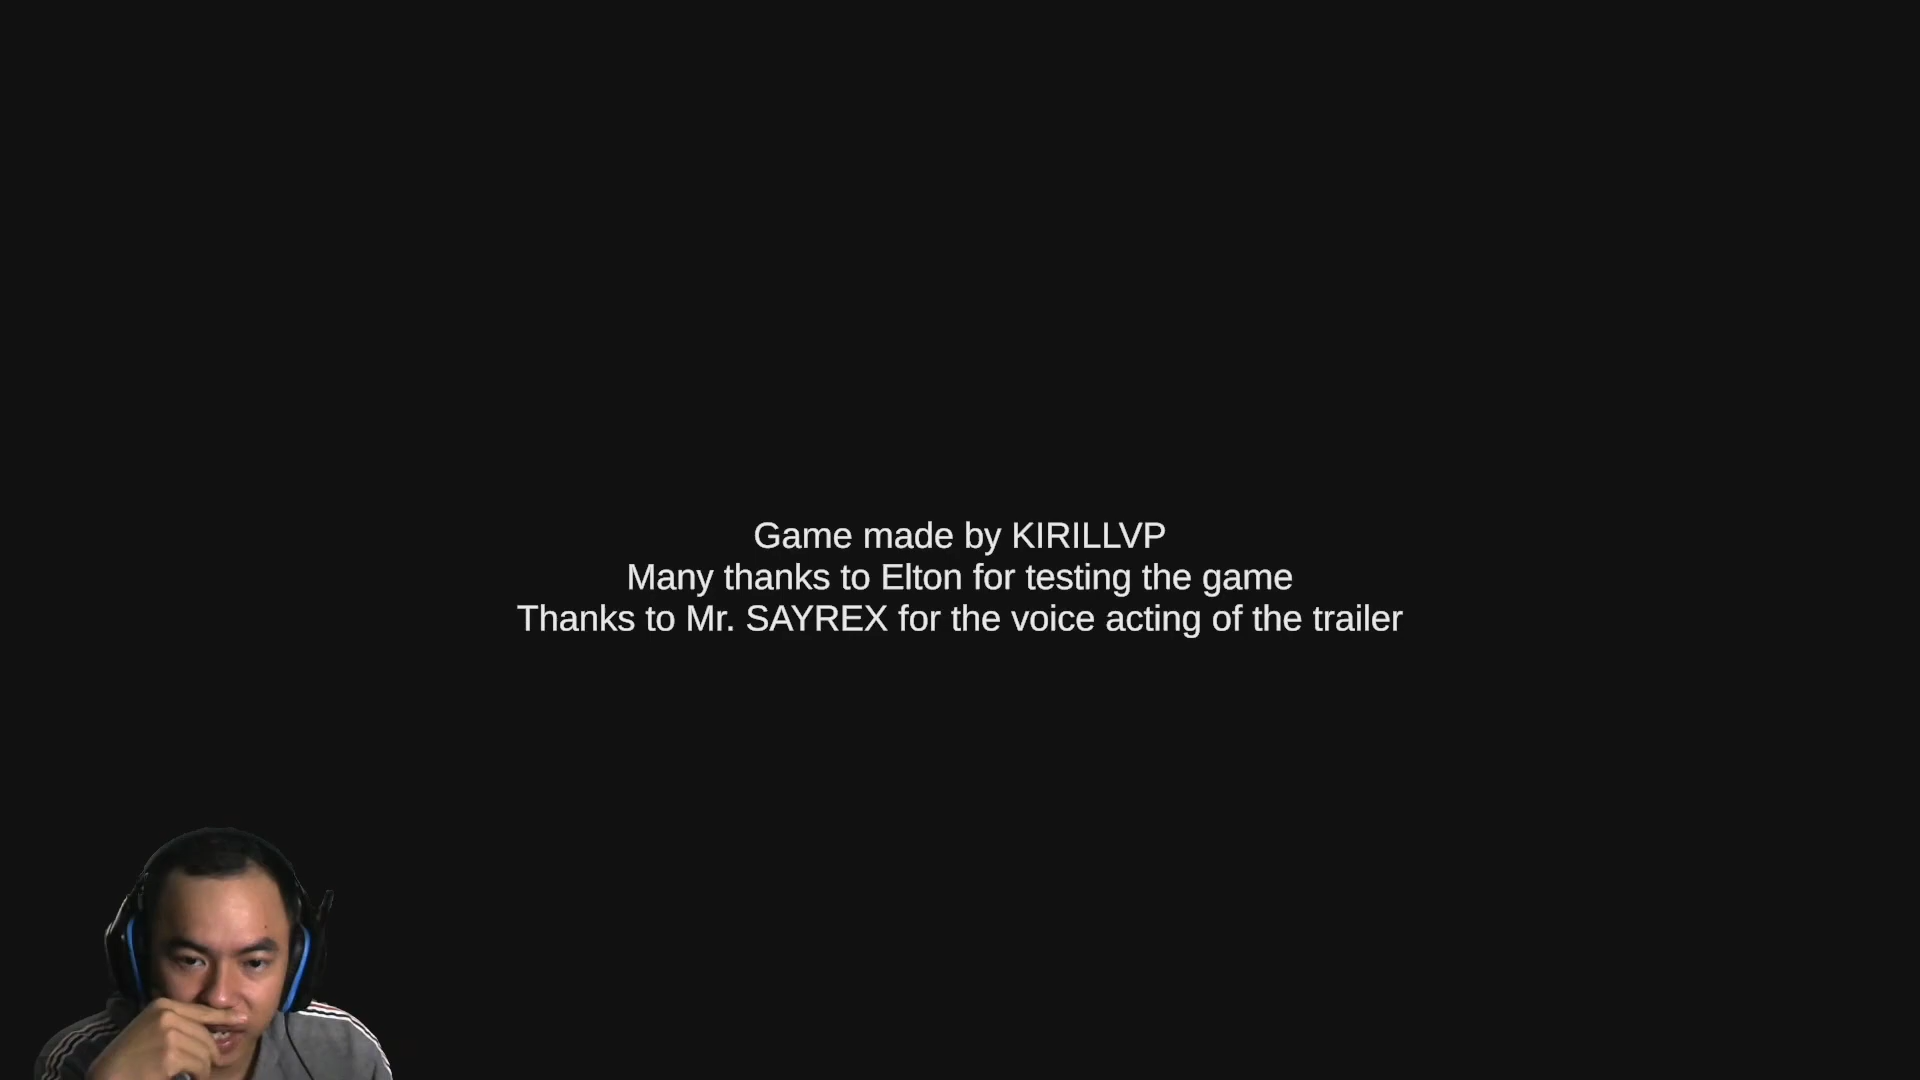 Game made by KIRILLVP
Many thanks to Elton for testing the game
Thanks to Mr. SAYREX for the voice acting of the trailer